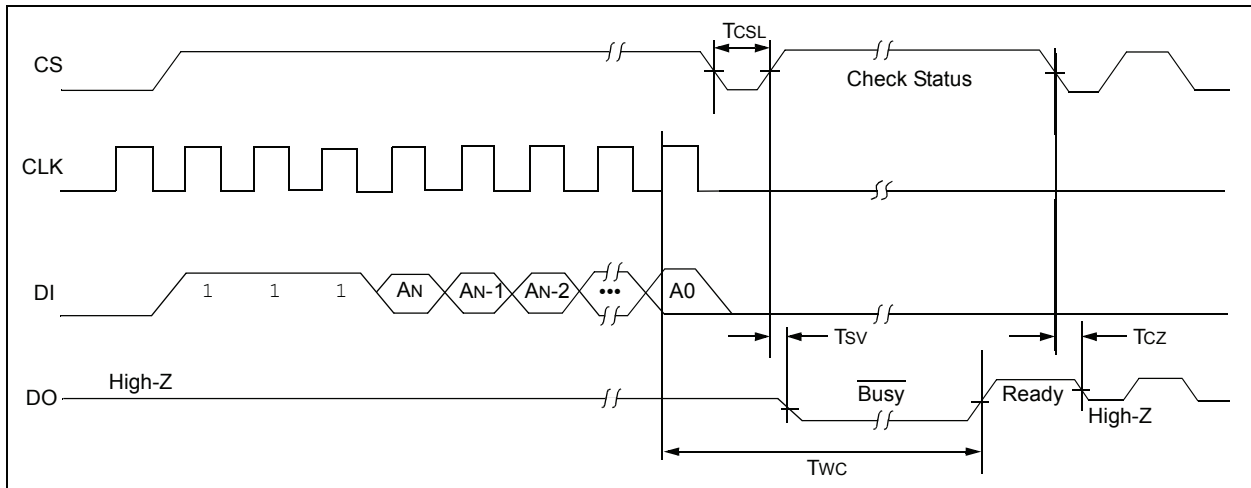 TCSL
CS
Check Status
CLK
DI
1 1 1 AN AN-1 AN-2 ••• A0
TSV
TCZ
High-Z
DO
Busy
Ready
High-Z
TWC